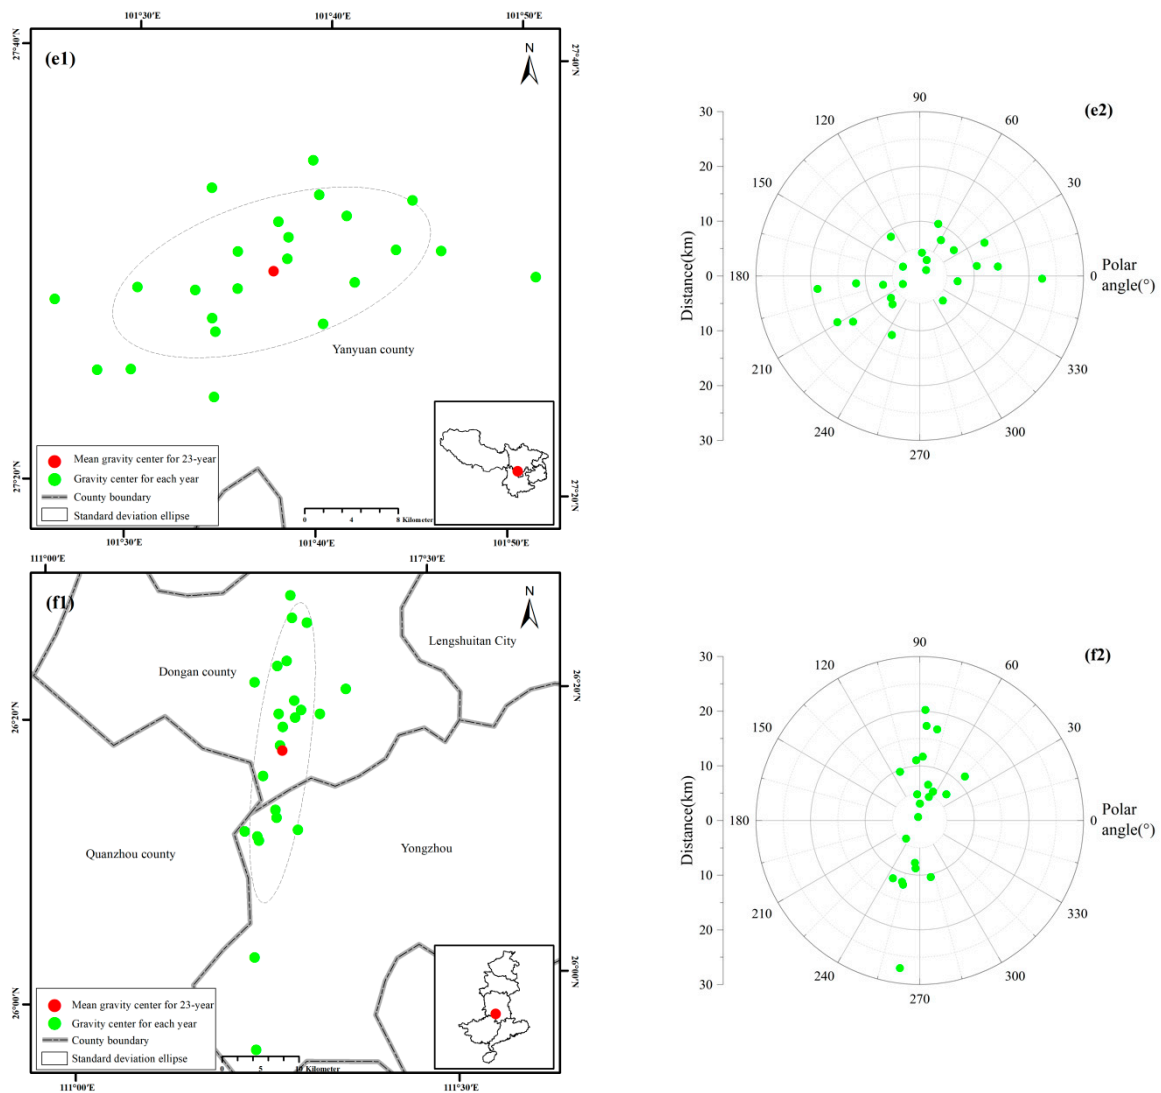 101°30'E 101°40'E 101°50'E
(e1)
N
27°40'N
27°40'N
Yanyuan county
Mean gravity center for 23-year
Gravity center for each year
County boundary
Standard deviation ellipse
0 4 8 Kilometer
27°20'N
27°20'N
101°30'E 101°40'E 101°50'E
(e2)
30
20
10
0
10
20
30
Distance(km)
90
120 60
150 30
180 0
Polar
angle(°)
210 330
240 300
270
111°00'E 117°30'E
(f1)
N
Lengshuitan City
Dongan county
26°20'N
26°20'N
Quanzhou county
Yongzhou
26°00'N
26°00'N
Mean gravity center for 23-year
Gravity center for each year
County boundary
Standard deviation ellipse
0 5 10 Kilometer
111°00'E 111°30'E
(f2)
30
20
10
0
10
20
30
Distance(km)
90
120 60
150 30
180 0
Polar
angle(°)
210 330
240 300
270